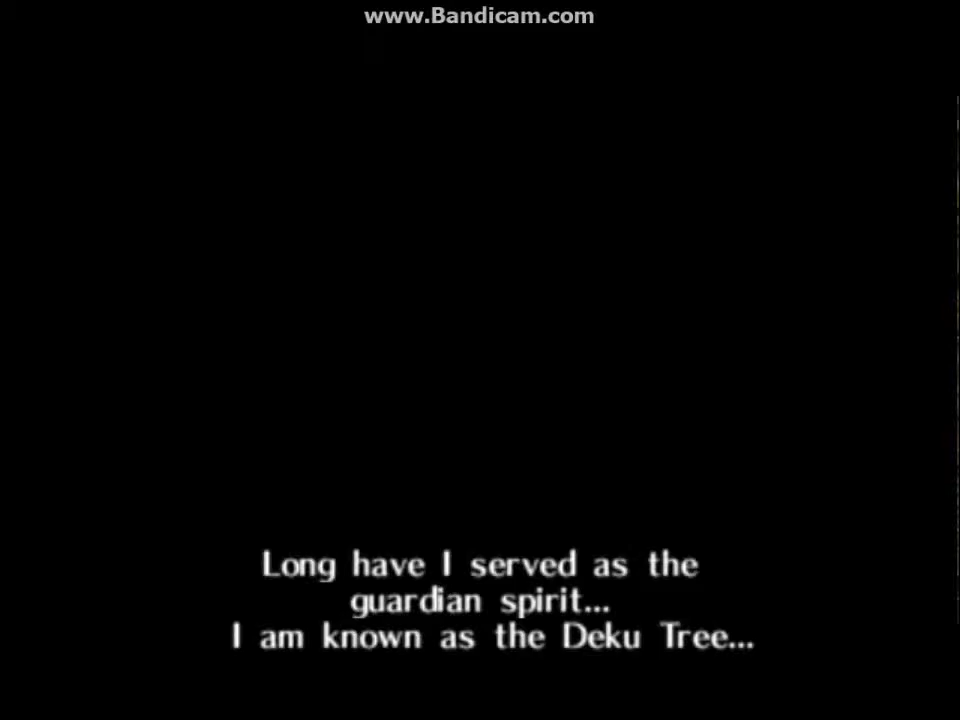 www.Bandicam.com
Long have I served as the
guardian spirit...
I am known as the Deku Tree...